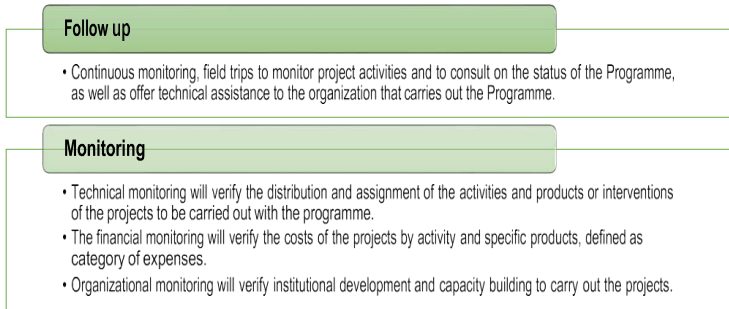 Follow up
• Continuous monitoring, field trips to monitor project activities and to consult on the status of the Programme,
as well as offer technical assistance to the organization that carries out the Programme.
Monitoring
• Technical monitoring will verify the distribution and assignment of the activities and products or interventions
of the projects to be carried out with the programme.
• The financial monitoring will verify the costs of the projects by activity and specific products, defined as
category of expenses.
• Organizational monitoring will verify institutional development and capacity building to carry out the projects.